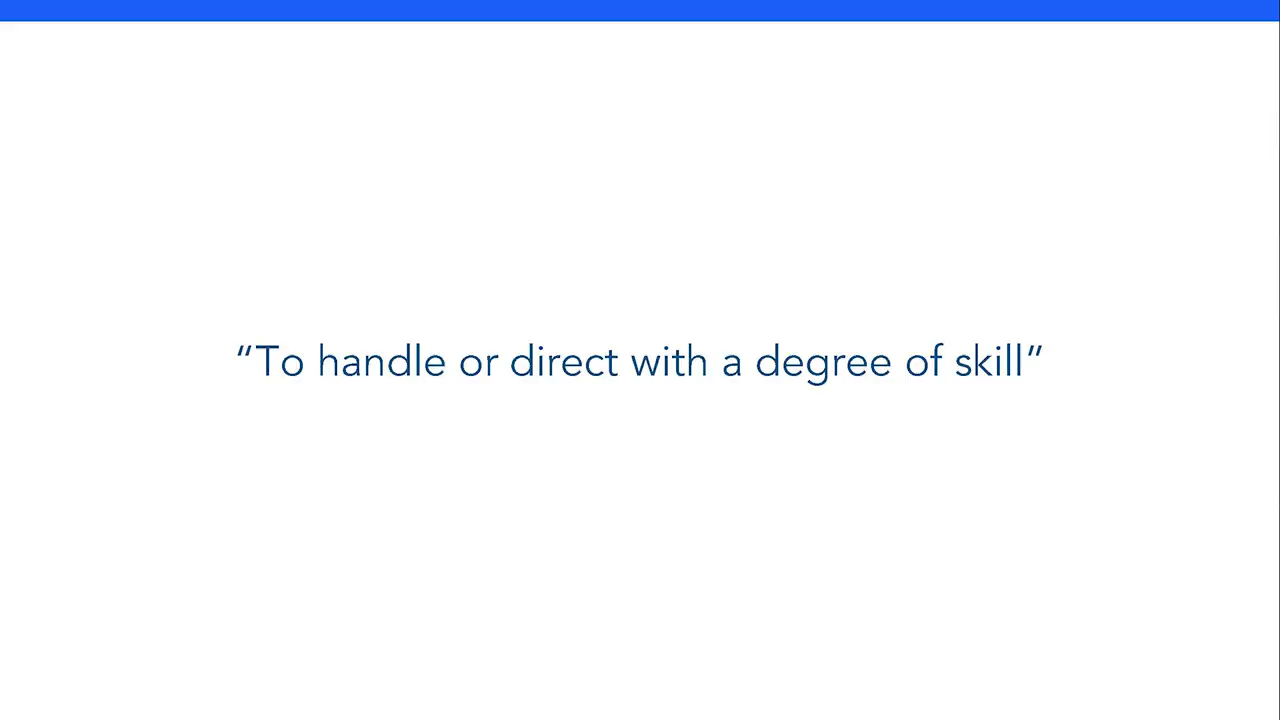 “To handle or direct with a degree of skill”